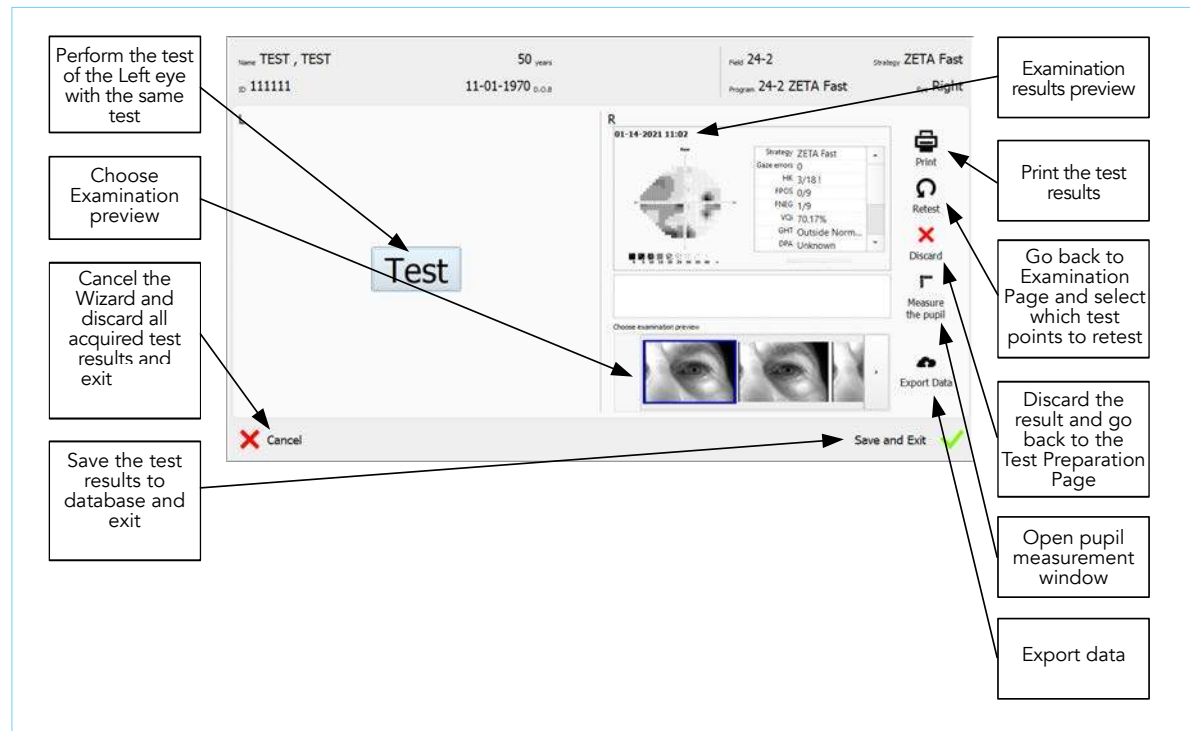 Perform the test
of the Left eye
with the same
test
Choose
Examination
preview
Cancel the
Wizard and
discard all
acquired test
results and
exit
Save the test
results to
database and
exit
Name TEST , TEST
50 years
Field 24-2
Strategy ZETA Fast
ID 111111
11-01-1970 D.O.B
Program 24-2 ZETA Fast
Right
L
R
Test
01-14-2021 11:02
Strategy ZETA Fast
Gaze errors 0
HK 3/18 !
FPOS 0/9
FNEG 1/9
VQi 70.17%
GHT Outside Norm...
DPA Unknown
Choose examination preview
Print
Retest
Discard
Measure
the pupil
Export Data
Cancel
Save and Exit
Examination
results preview
Print the test
results
Go back to
Examination
Page and select
which test
points to retest
Discard the
result and go
back to the
Test Preparation
Page
Open pupil
measurement
window
Export data